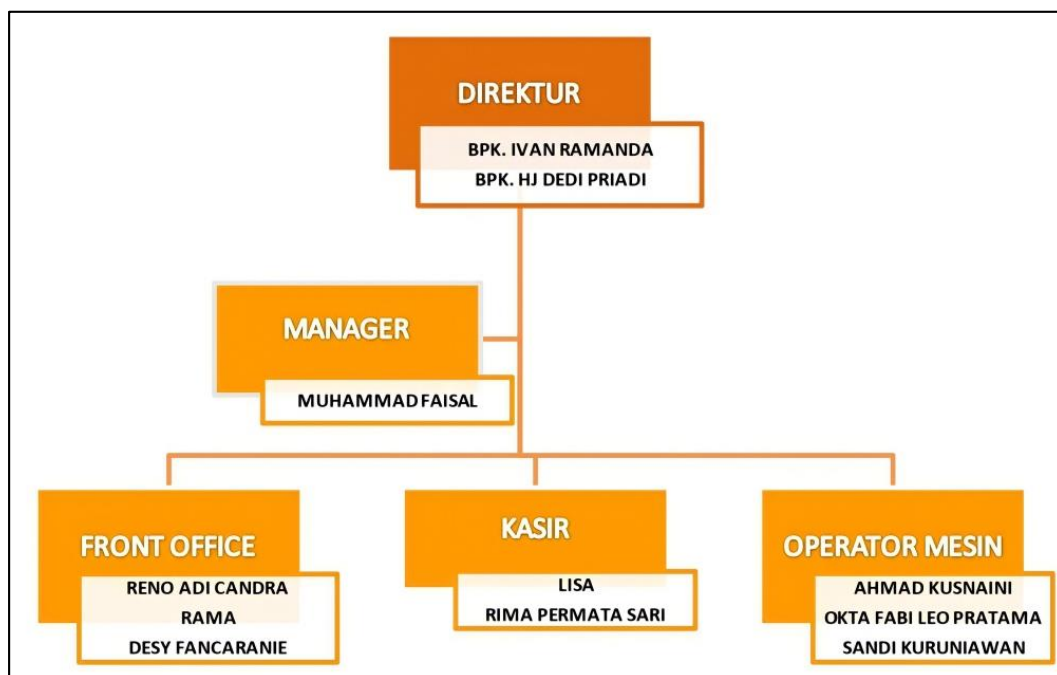 DIREKTUR
BPK. IVAN RAMANDA
BPK. HJ DEDI PRIADI
MANAGER
MUHAMMAD FAISAL
FRONT OFFICE
RENO ADI CANDRA
RAMA
DESY FANCARANIE
KASIR
LISA
RIMA PERMATA SARI
OPERATOR MESIN
AHMAD KUSNAINI
OKTA FABI LEO PRATAMA
SANDI KURUNIAWAN